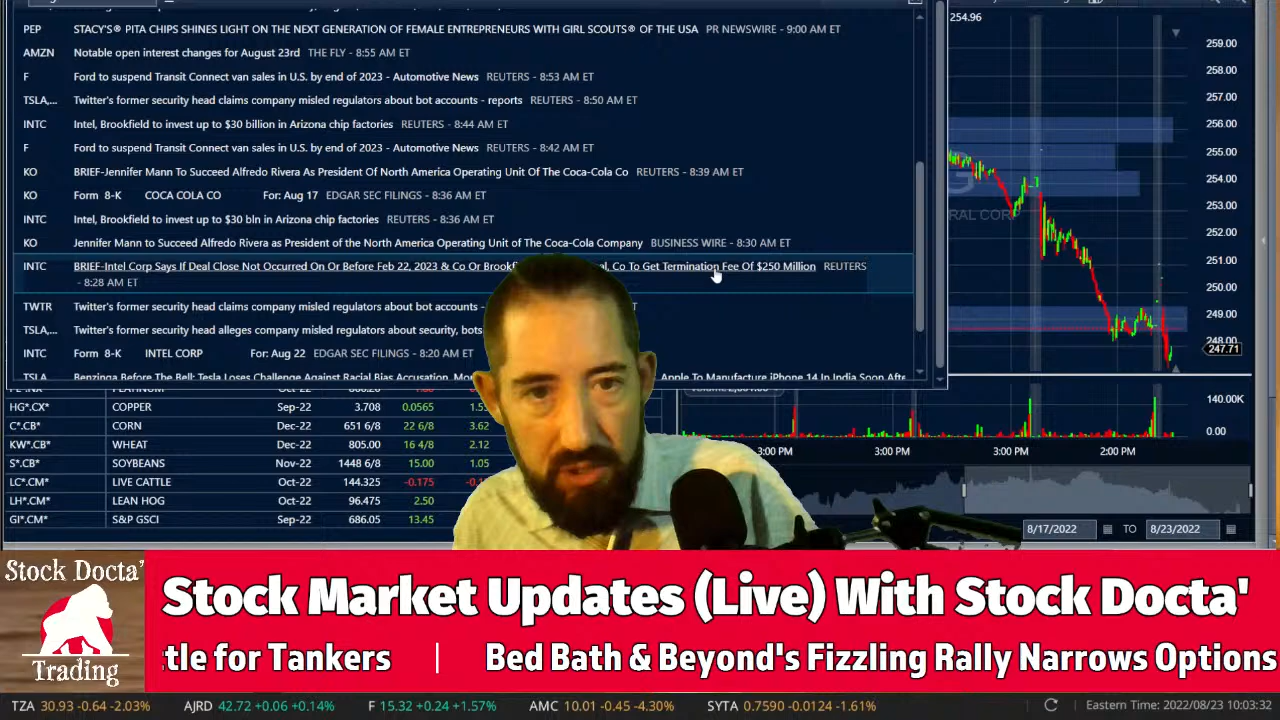 254.96
PEP STACY'S® PITA CHIPS SHINES LIGHT ON THE NEXT GENERATION OF FEMALE ENTREPRENEURS WITH GIRL SCOUTS® OF THE USA PR NEWSWIRE - 9:00 AM ET
AMZN Notable open interest changes for August 23rd THE FLY - 8:55 AM ET
F Ford to suspend Transit Connect van sales in U.S. by end of 2023 - Automotive News REUTERS - 8:53 AM ET
TSLA,... Twitter's former security head claims company misled regulators about bot accounts - reports REUTERS - 8:50 AM ET
INTC Intel, Brookfield to invest up to $30 billion in Arizona chip factories REUTERS - 8:44 AM ET
F Ford to suspend Transit Connect van sales in U.S. by end of 2023 - Automotive News REUTERS - 8:42 AM ET
KO BRIEF-Jennifer Mann To Succeed Alfredo Rivera As President Of North America Operating Unit Of The Coca-Cola Co REUTERS - 8:39 AM ET
KO Form 8-K COCA COLA CO For: Aug 17 EDGAR SEC FILINGS - 8:36 AM ET
INTC Intel, Brookfield to invest up to $30 bln in Arizona chip factories REUTERS - 8:36 AM ET
KO Jennifer Mann to Succeed Alfredo Rivera as President of the North America Operating Unit of The Coca-Cola Company BUSINESS WIRE - 8:30 AM ET
INTC BRIEF-Intel Corp Says If Deal Close Not Occurred On Or Before Feb 22, 2023 & Co Or Co To Get Termination Fee Of $250 Million REUTERS
- 8:28 AM ET
TWTR Twitter's former security head claims company misled regulators about bot accounts -
TSLA,... Twitter's former security head alleges company misled regulators about security, bots
INTC Form 8-K INTEL CORP For: Aug 22 EDGAR SEC FILINGS - 8:20 AM ET
TSLA Benzinga Before The Bell: Tesla Loses Challenge Against Racial Bias Accusation, Apple To Manufacture iPhone 14 In India Soon
259.00
258.00
257.00
256.00
255.00
254.00
253.00
252.00
251.00
250.00
249.00
248.00
247.71
140.00K
0.00
HG*.CX* COPPER Sep-22 3.708 0.0565
C*.CB* CORN Dec-22 651 6/8 22 6/8 3.62
KW*.CB* WHEAT Dec-22 805.00 16 4/8 2.12
S*.CB* SOYBEANS Nov-22 1448 6/8 15.00 1.05
LC*.CM* LIVE CATTLE Oct-22 144.325 -0.175
LH*.CM* LEAN HOG Oct-22 96.475 2.50
GI*.CM* S&P GSCI Sep-22 686.05 13.45
3:00 PM 3:00 PM 3:00 PM 2:00 PM
8/17/2022 TO 8/23/2022
Stock Docta'
Trading
Stock Market Updates (Live) With Stock Docta'
tle for Tankers | Bed Bath & Beyond's Fizzling Rally Narrows Options
TZA 30.93 -0.64 -2.03% AJRD 42.72 +0.06 +0.14% F 15.32 +0.24 +1.57% AMC 10.01 -0.45 -4.30% SYTA 0.7590 -0.0124 -1.61% Eastern Time: 2022/08/23 10:03:32